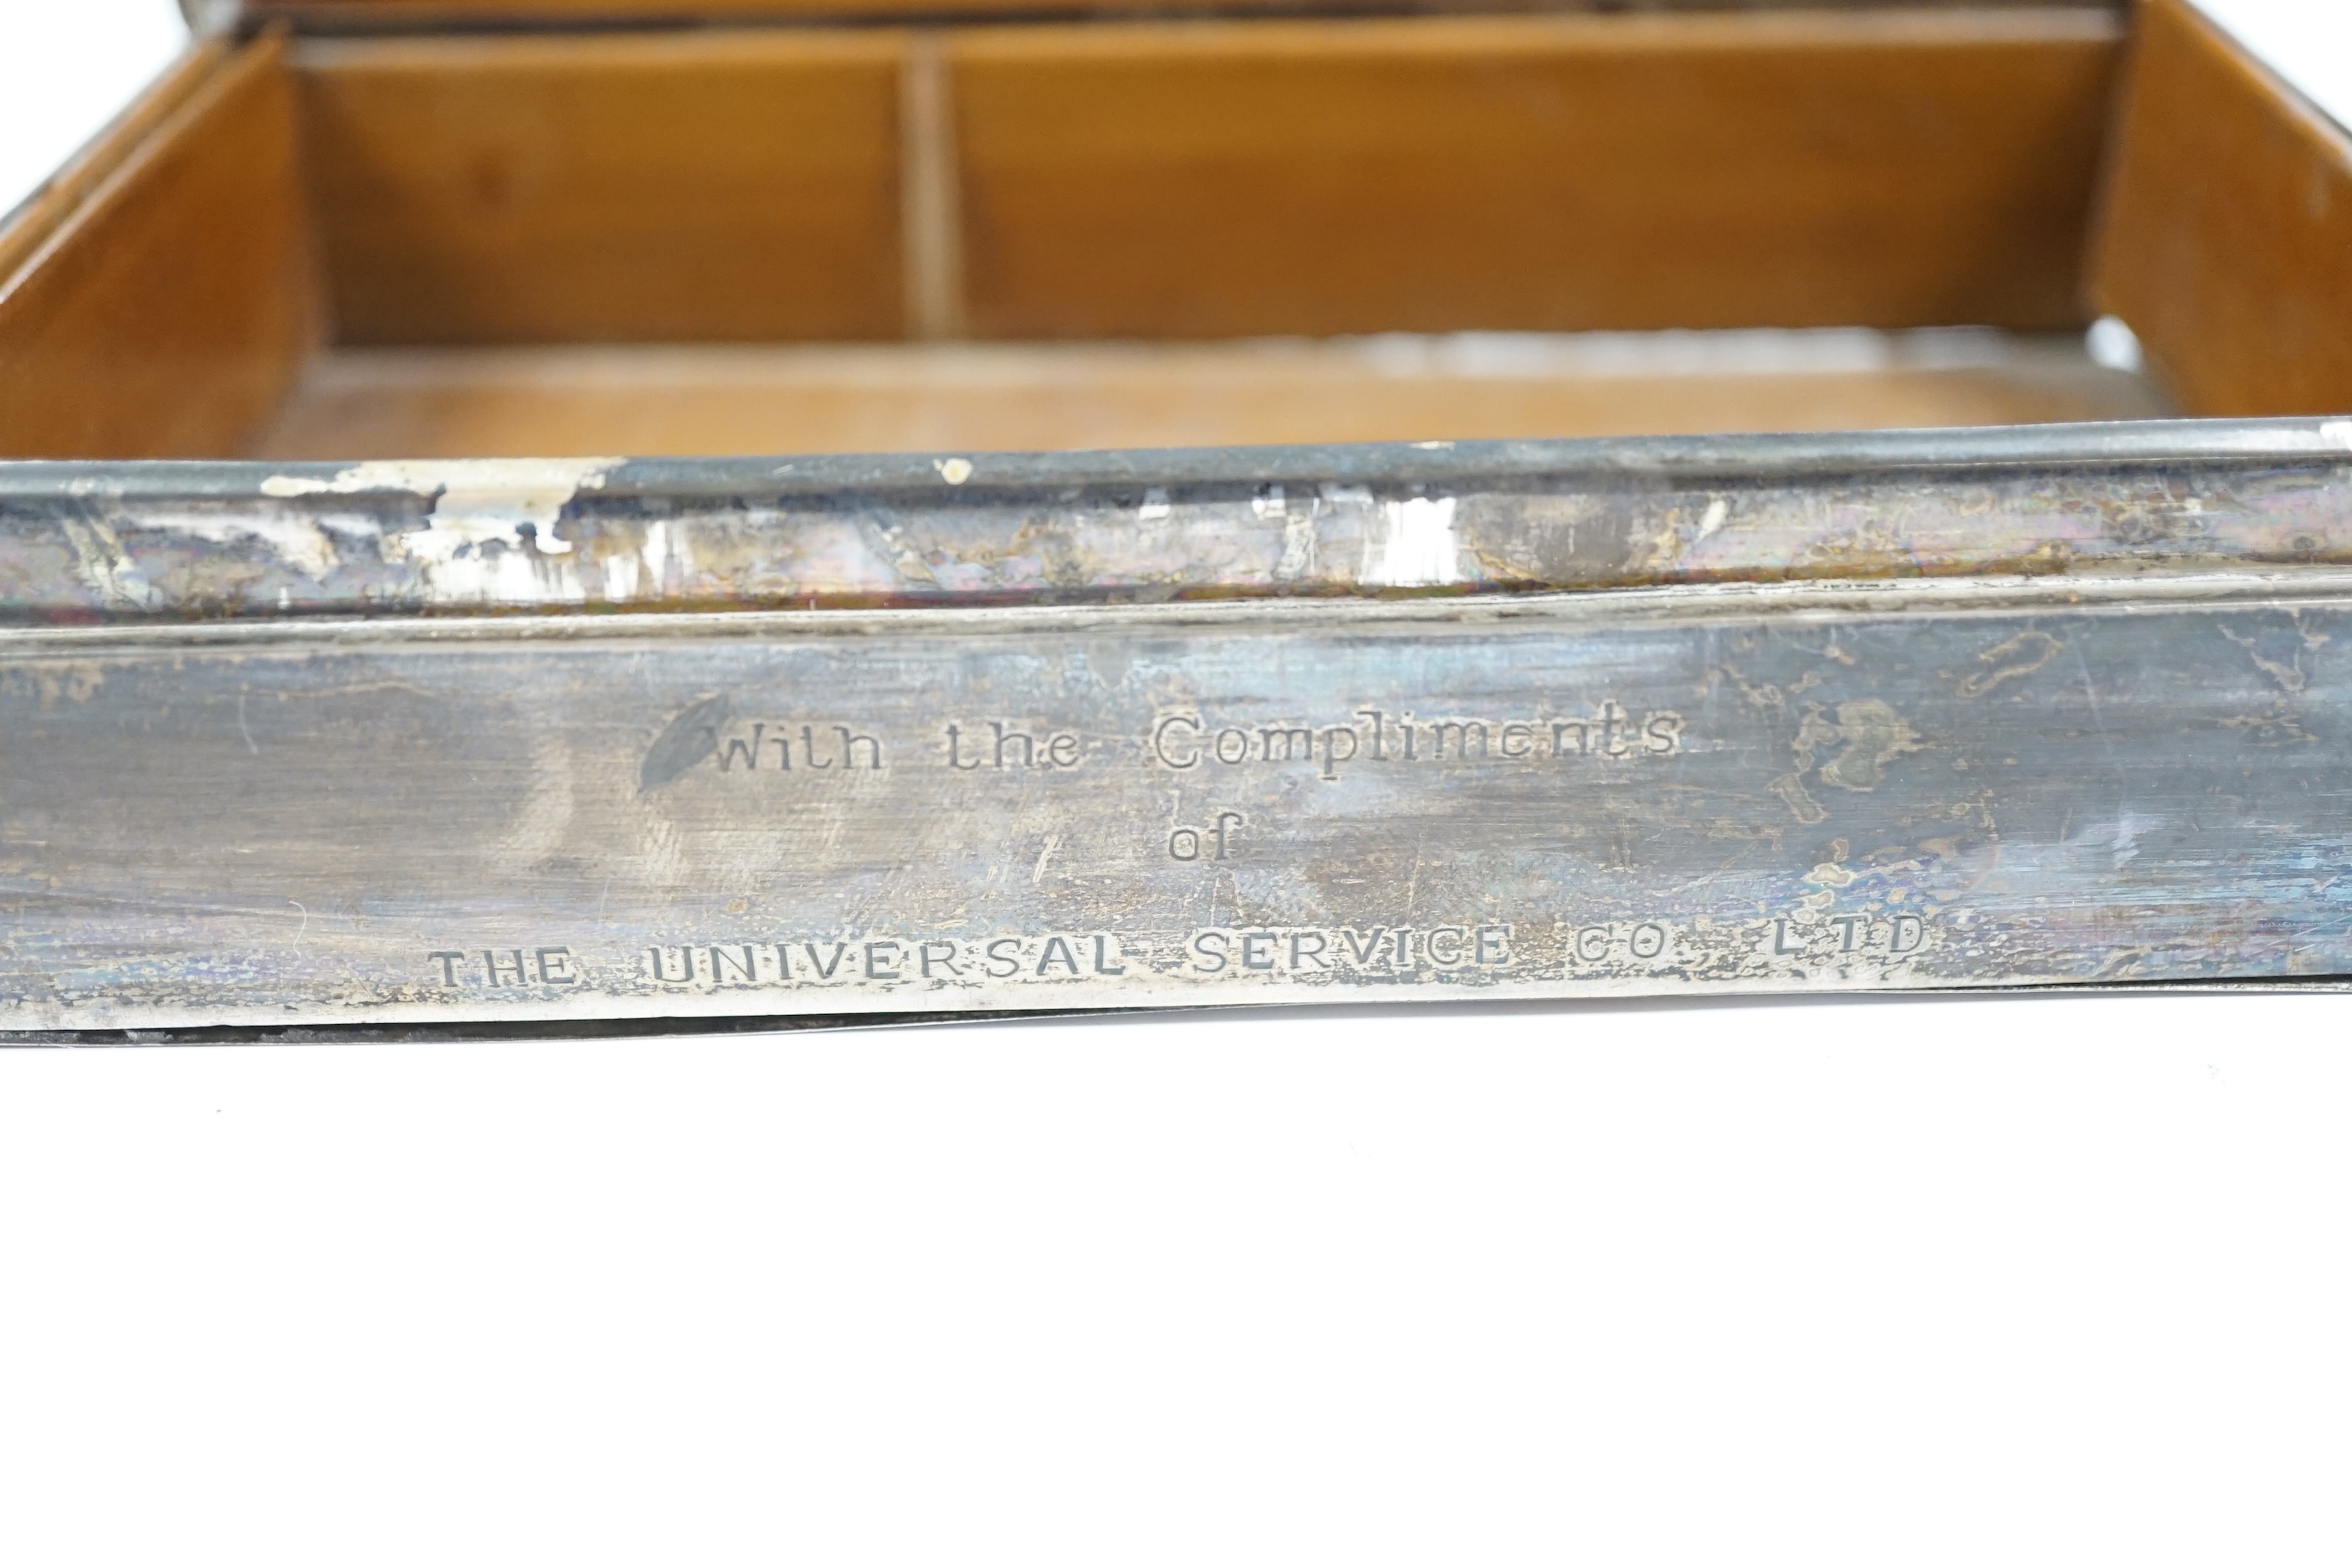 With the Compliments
of
THE UNIVERSAL SERVICE CO. LTD